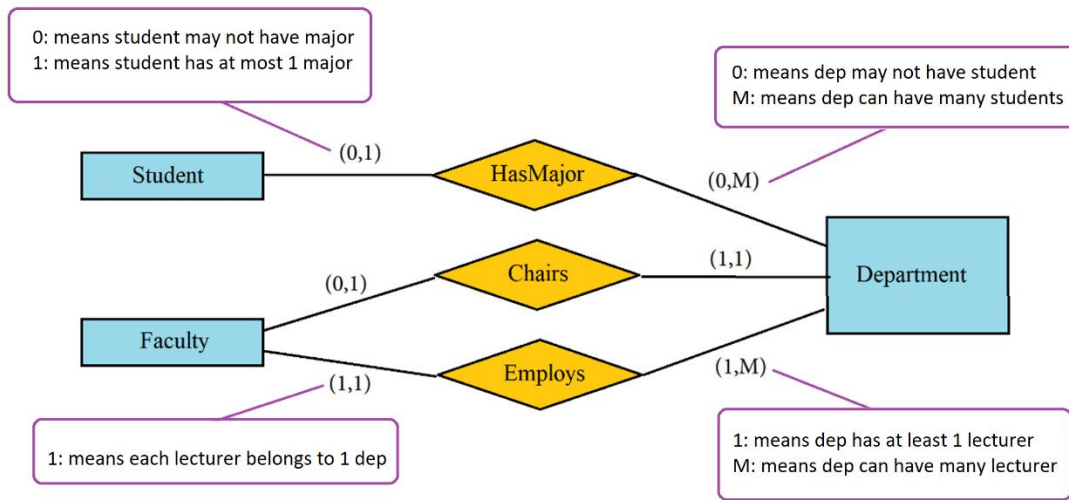 0: means student may not have major
1: means student has at most 1 major
0: means dep may not have student
M: means dep can have many students
Student
(0,1)
HasMajor
(0,M)
(0,1)
Chairs
(1,1)
Department
Faculty
(1,1)
Employs
(1,M)
1: means each lecturer belongs to 1 dep
1: means dep has at least 1 lecturer
M: means dep can have many lecturer